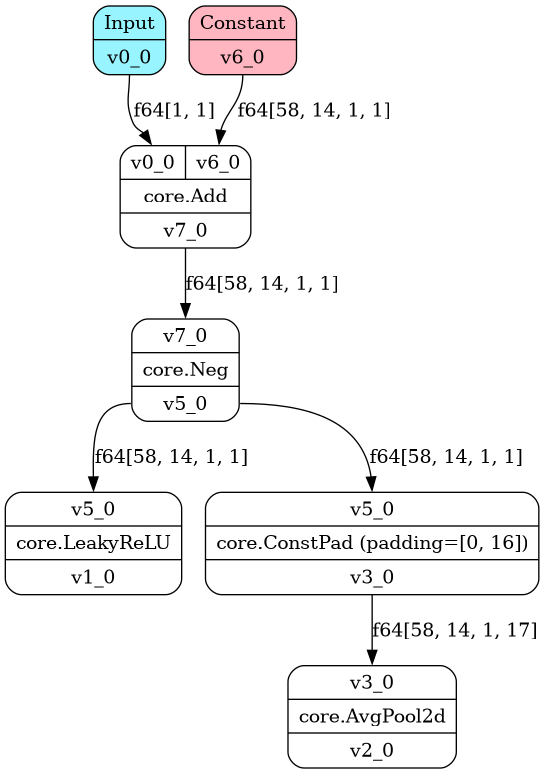 Input
v0_0
Constant
v6_0
f64[1, 1]
f64[58, 14, 1, 1]
v0_0 v6_0
core.Add
v7_0
f64[58, 14, 1, 1]
v7_0
core.Neg
v5_0
f64[58, 14, 1, 1]
f64[58, 14, 1, 1]
v5_0
core.LeakyReLU
v1_0
v5_0
core.ConstPad (padding=[0, 16])
v3_0
f64[58, 14, 1, 17]
v3_0
core.AvgPool2d
v2_0